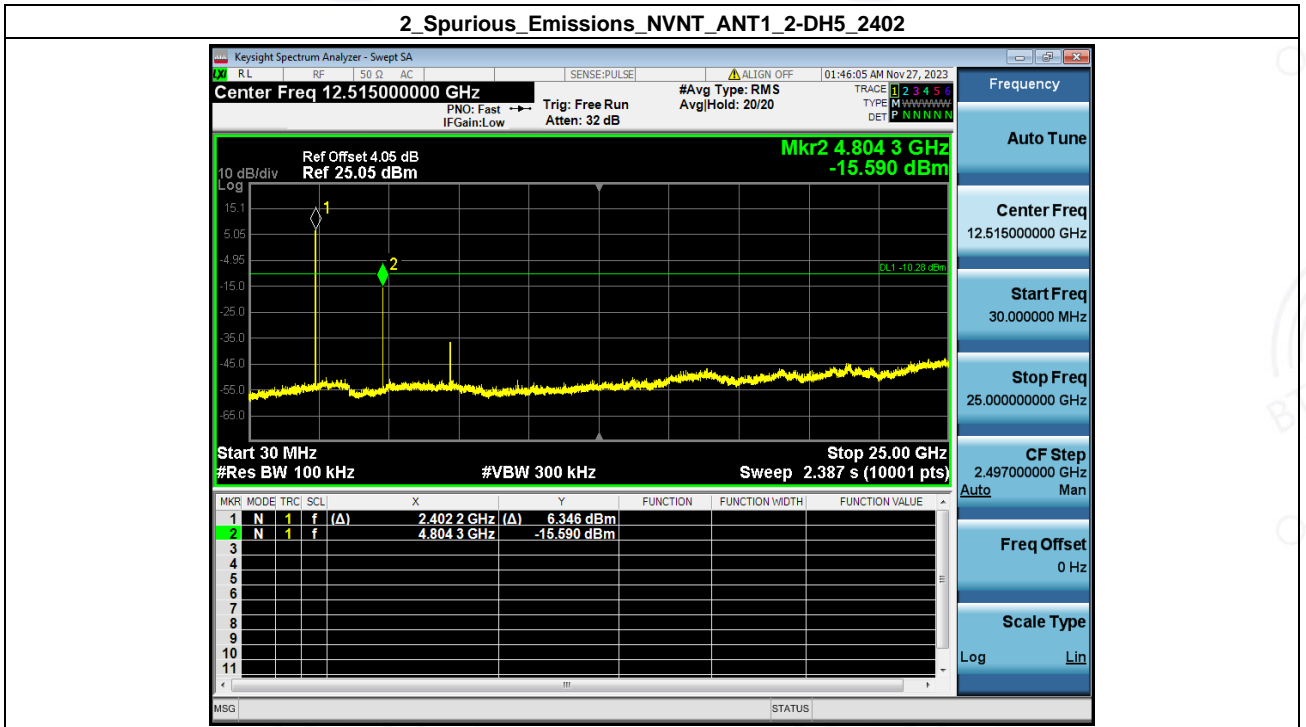 2_Spurious_Emissions_NVNT_ANT1_2-DH5_2402
Keysight Spectrum Analyzer - Swept SA
LXI RL RF 50 Ω AC SENSE:PULSE ALIGN OFF 01:46:05 AM Nov 27, 2023
Center Freq 12.515000000 GHz
PNO: Fast
IFGain:Low
Trig: Free Run
Atten: 32 dB
#Avg Type: RMS
Avg|Hold: 20/20
TRACE 1 2 3 4 5 6
TYPE M WWWWW
DET P N N N N N
Mkr2 4.804 3 GHz
-15.590 dBm
Ref Offset 4.05 dB
10 dB/div Ref 25.05 dBm
Log
1
15.1
5.05
2
-4.95
DL1 -10.28 dBm
-15.0
-25.0
-35.0
-45.0
-55.0
-65.0
Start 30 MHz Stop 25.00 GHz
#Res BW 100 kHz #VBW 300 kHz Sweep 2.387 s (10001 pts)
MKR MODE TRC SCL X Y FUNCTION FUNCTION WIDTH FUNCTION VALUE
1 N 1 f (Δ) 2.402 2 GHz (Δ) 6.346 dBm
2 N 1 f 4.804 3 GHz -15.590 dBm
3
4
5
6
7
8
9
10
11
MSG STATUS
Frequency
Auto Tune
Center Freq
12.515000000 GHz
Start Freq
30.000000 MHz
Stop Freq
25.000000000 GHz
CF Step
2.497000000 GHz
Auto Man
Freq Offset
0 Hz
Scale Type
Log Lin